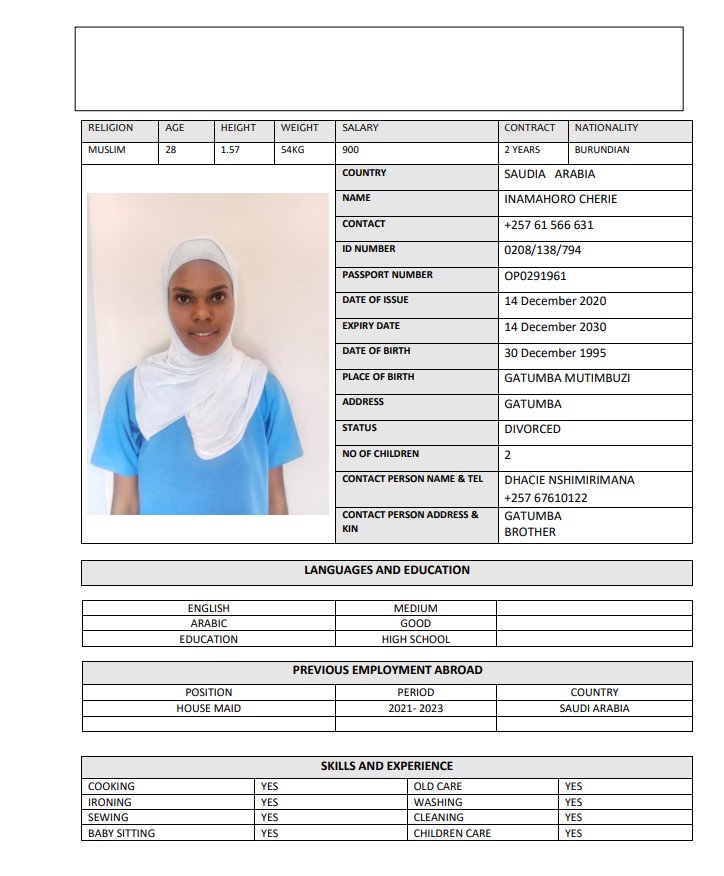 RELIGION AGE HEIGHT WEIGHT SALARY CONTRACT NATIONALITY
MUSLIM 28 1.57 54KG 900 2 YEARS BURUNDIAN
COUNTRY SAUDIA ARABIA
NAME INAMAHORO CHERIE
CONTACT +257 61 566 631
ID NUMBER 0208/138/794
PASSPORT NUMBER OP0291961
DATE OF ISSUE 14 December 2020
EXPIRY DATE 14 December 2030
DATE OF BIRTH 30 December 1995
PLACE OF BIRTH GATUMBA MUTIMBUZI
ADDRESS GATUMBA
STATUS DIVORCED
NO OF CHILDREN 2
CONTACT PERSON NAME & TEL DHACIE NSHIMIRIMANA
+257 67610122
CONTACT PERSON ADDRESS & GATUMBA
KIN BROTHER
LANGUAGES AND EDUCATION
ENGLISH MEDIUM
ARABIC GOOD
EDUCATION HIGH SCHOOL
PREVIOUS EMPLOYMENT ABROAD
POSITION PERIOD COUNTRY
HOUSE MAID 2021- 2023 SAUDI ARABIA
SKILLS AND EXPERIENCE
COOKING YES OLD CARE YES
IRONING YES WASHING YES
SEWING YES CLEANING YES
BABY SITTING YES CHILDREN CARE YES